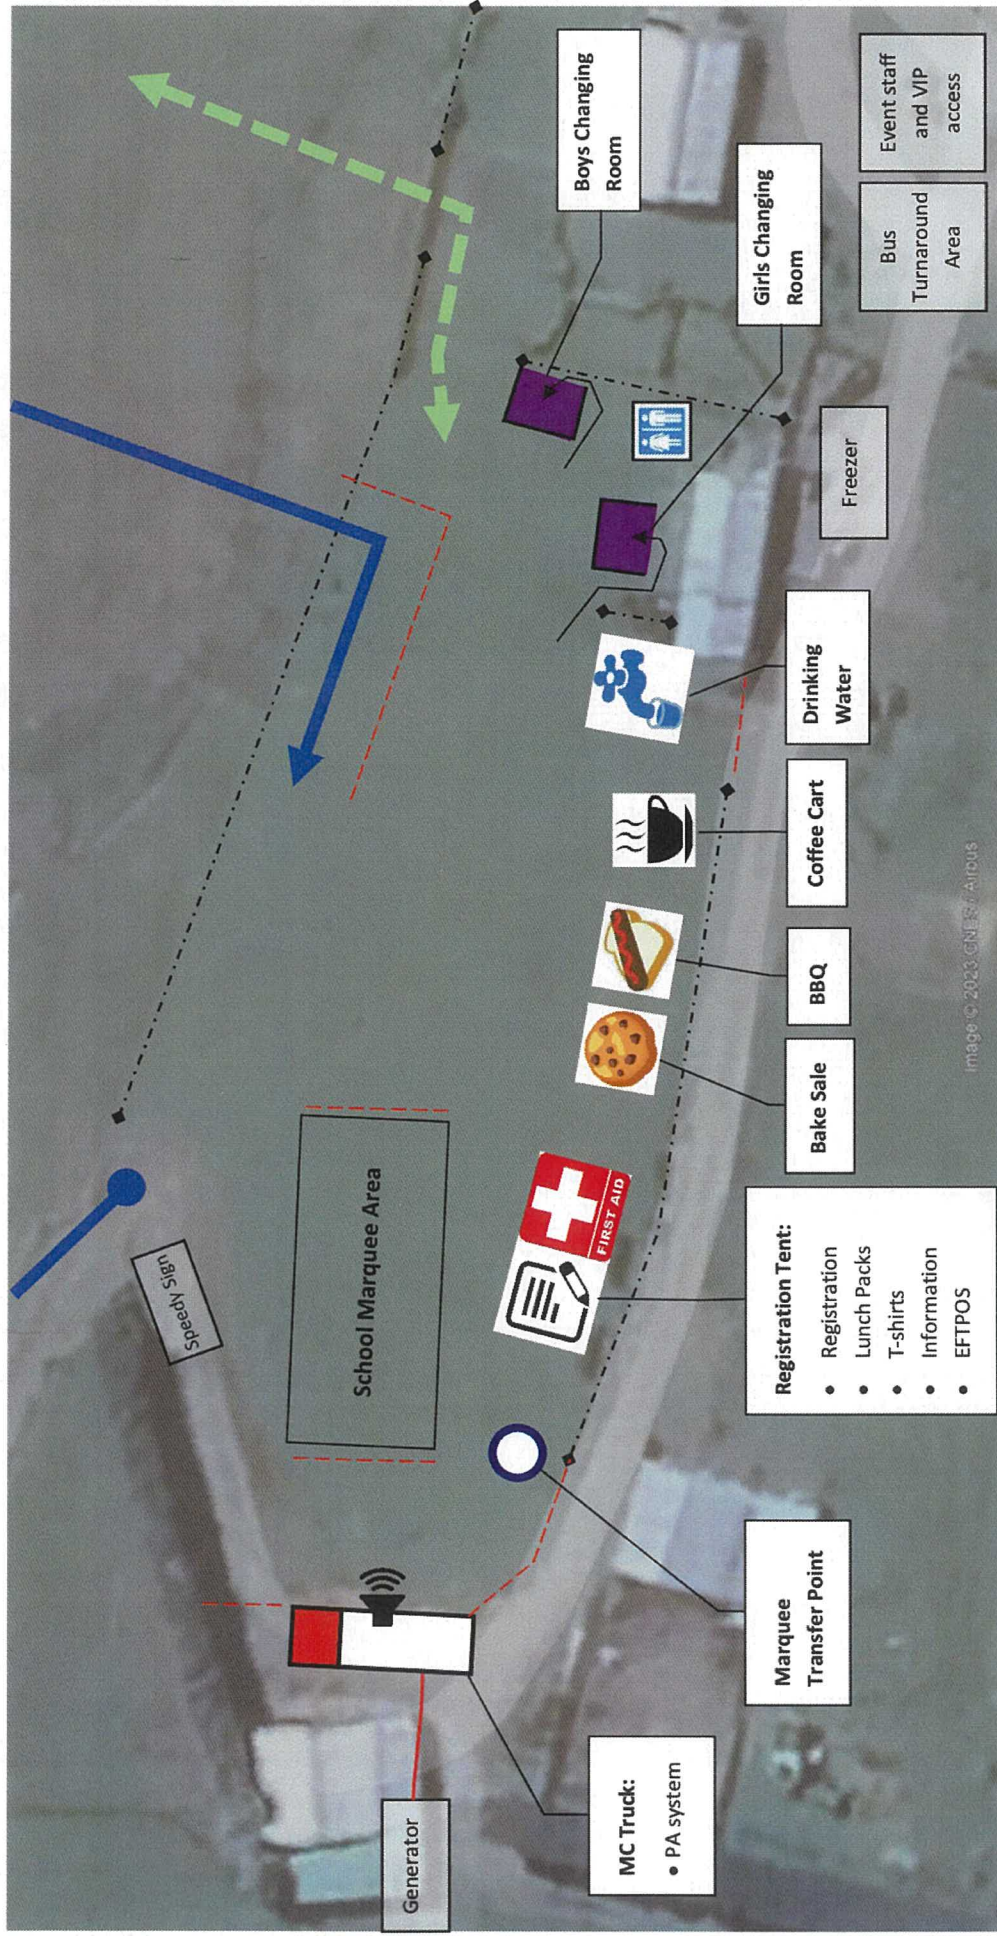 Speedy Sign
School Marquee Area
Generator
MC Truck:
• PA system
Marquee
Transfer Point
Registration Tent:
• Registration
• Lunch Packs
• T-shirts
• Information
• EFTPOS
FIRST AID
Bake Sale
BBQ
Coffee Cart
Drinking
Water
Freezer
Girls Changing
Room
Boys Changing
Room
Bus
Turnaround
Area
Event staff
and VIP
access
Image © 2023 CNES / Airbus